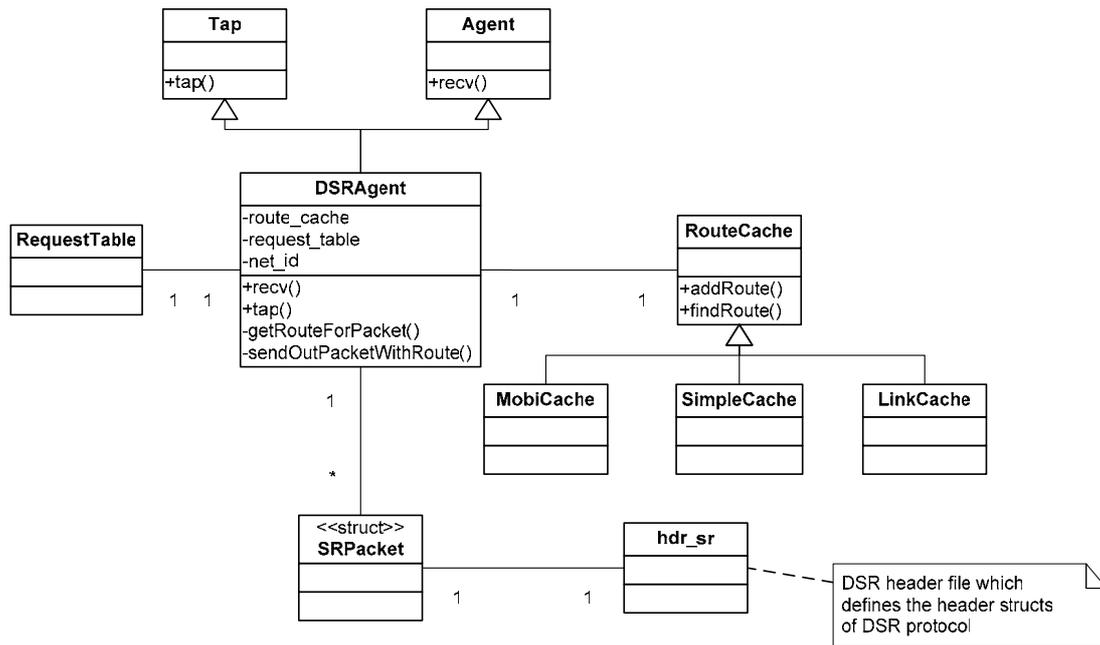 Tap
+tap()
Agent
+recv()
DSRAgent
-route_cache
-request_table
-net_id
+recv()
+tap()
-getRouteForPacket()
-sendOutPacketWithRoute()
RequestTable
1 1
RouteCache
+addRoute()
+findRoute()
1 1
MobiCache
SimpleCache
LinkCache
1
*
<<struct>>
SRPacket
hdr_sr
1 1
DSR header file which
defines the header structs
of DSR protocol